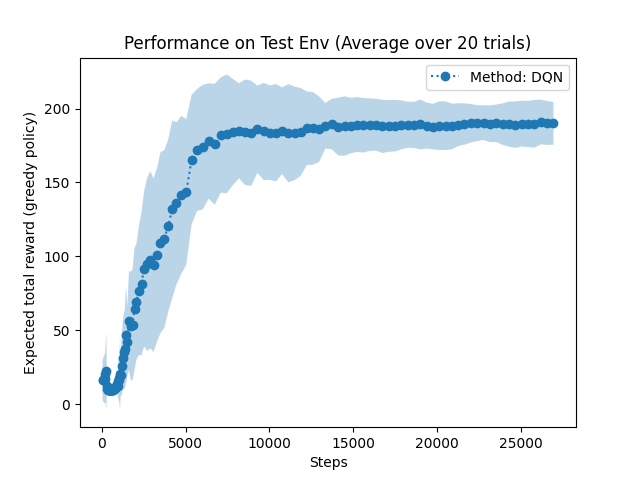 Performance on Test Env (Average over 20 trials)
Method: DQN
Expected total reward (greedy policy)
200
150
100
50
0
0 5000 10000 15000 20000 25000
Steps